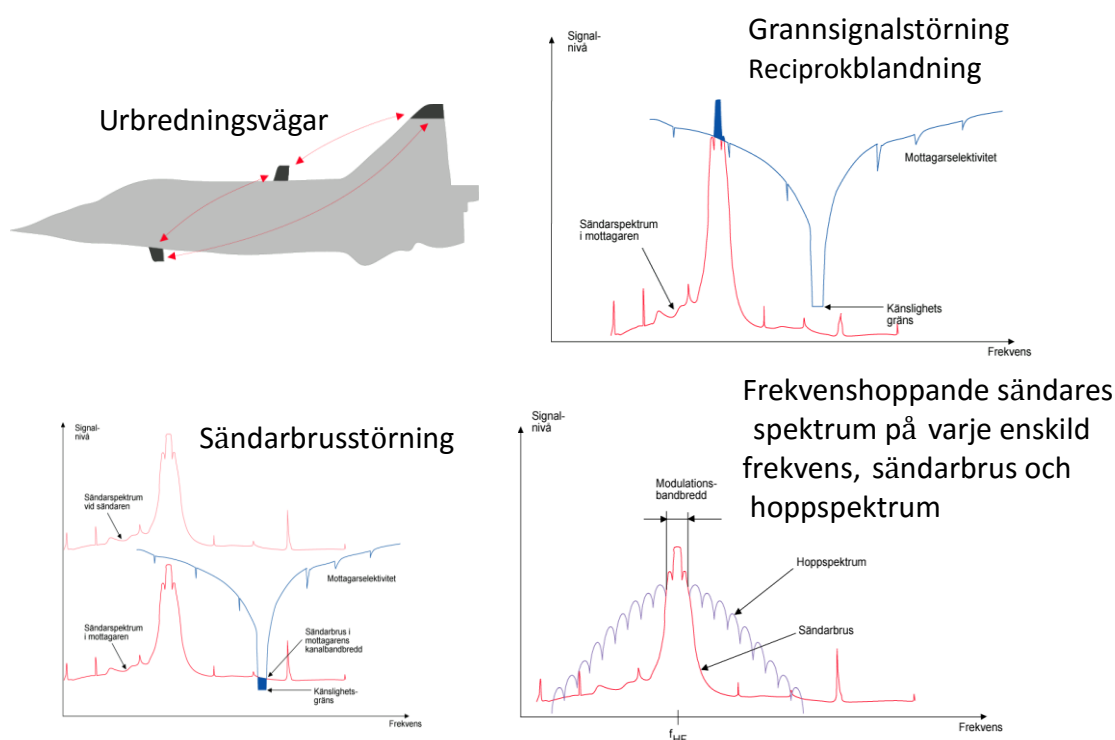 Urbredningsvägar
Signal-
nivå
Grannsignalstörning
Reciprokblandning
Mottagarselektivitet
Sändarspektrum
i mottagaren
Känslighets
gräns
Frekvens
Signal-
nivå
Sändarbrusstörning
Sändarspektrum
vid sändaren
Mottagarselektivitet
Sändarspektrum
i mottagaren
Sändarbrus i
mottagarens
kanalbandbredd
Känslighets-
gräns
Frekvens
Frekvenshoppande sändares
spektrum på varje enskild
frekvens, sändarbrus och
hoppspektrum
Signal-
nivå
Modulations-
bandbredd
Hoppspektrum
Sändarbrus
Frekvens